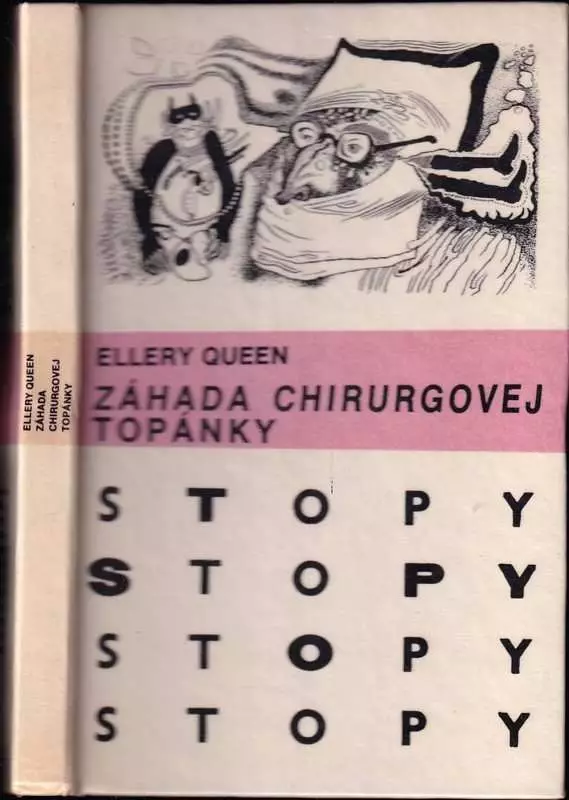 ELLERY QUEEN
ZÁHADA
CHIRURGOVEJ
TOPÁNKY
ELLERY QUEEN
ZÁHADA CHIRURGOVEJ
TOPÁNKY
STOPY
STOPY
STOPY
STOPY